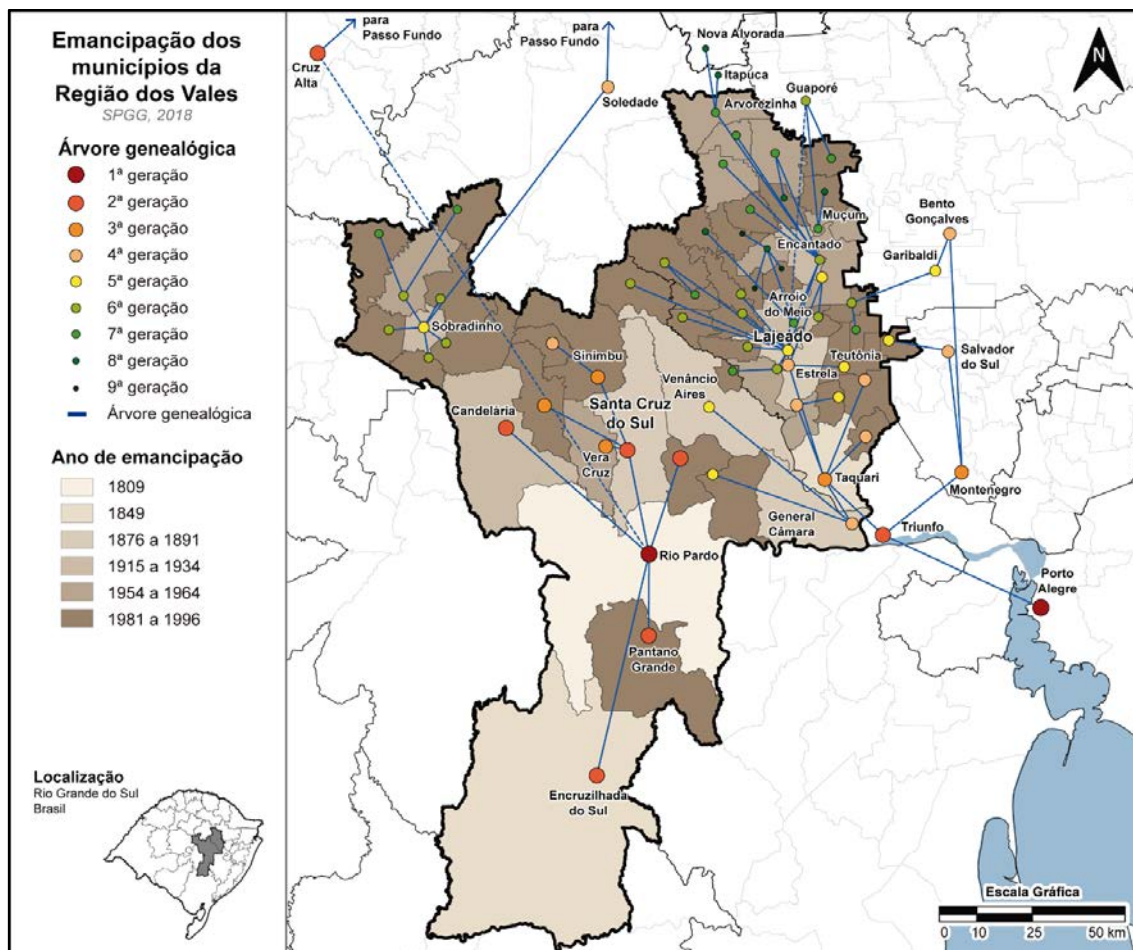 Emancipação dos
municípios da
Região dos Vales
SPGG, 2018
Árvore genealógica
1ª geração
2ª geração
3ª geração
4ª geração
5ª geração
6ª geração
7ª geração
8ª geração
9ª geração
Árvore genealógica
Ano de emancipação
1809
1849
1876 a 1891
1915 a 1934
1954 a 1964
1981 a 1996
Localização
Rio Grande do Sul
Brasil
para
Passo Fundo
Cruz
Alta
para
Passo Fundo
Soledade
Nova Alvorada
Itapuca
Arvorezinha
Guaporé
N
Muçum
Encantado
Bento
Gonçalves
Garibaldi
Arroio
do Meio
Lajeado
Sobradinho
Teutônia
Estrela
Salvador
do Sul
Sinimbu
Venâncio
Aires
Candelária
Santa Cruz
do Sul
Vera
Cruz
Taquari
Montenegro
General
Câmara
Triunfo
Rio Pardo
Porto
Alegre
Pantano
Grande
Encruzilhada
do Sul
Escala Gráfica
0 10 25 50 km